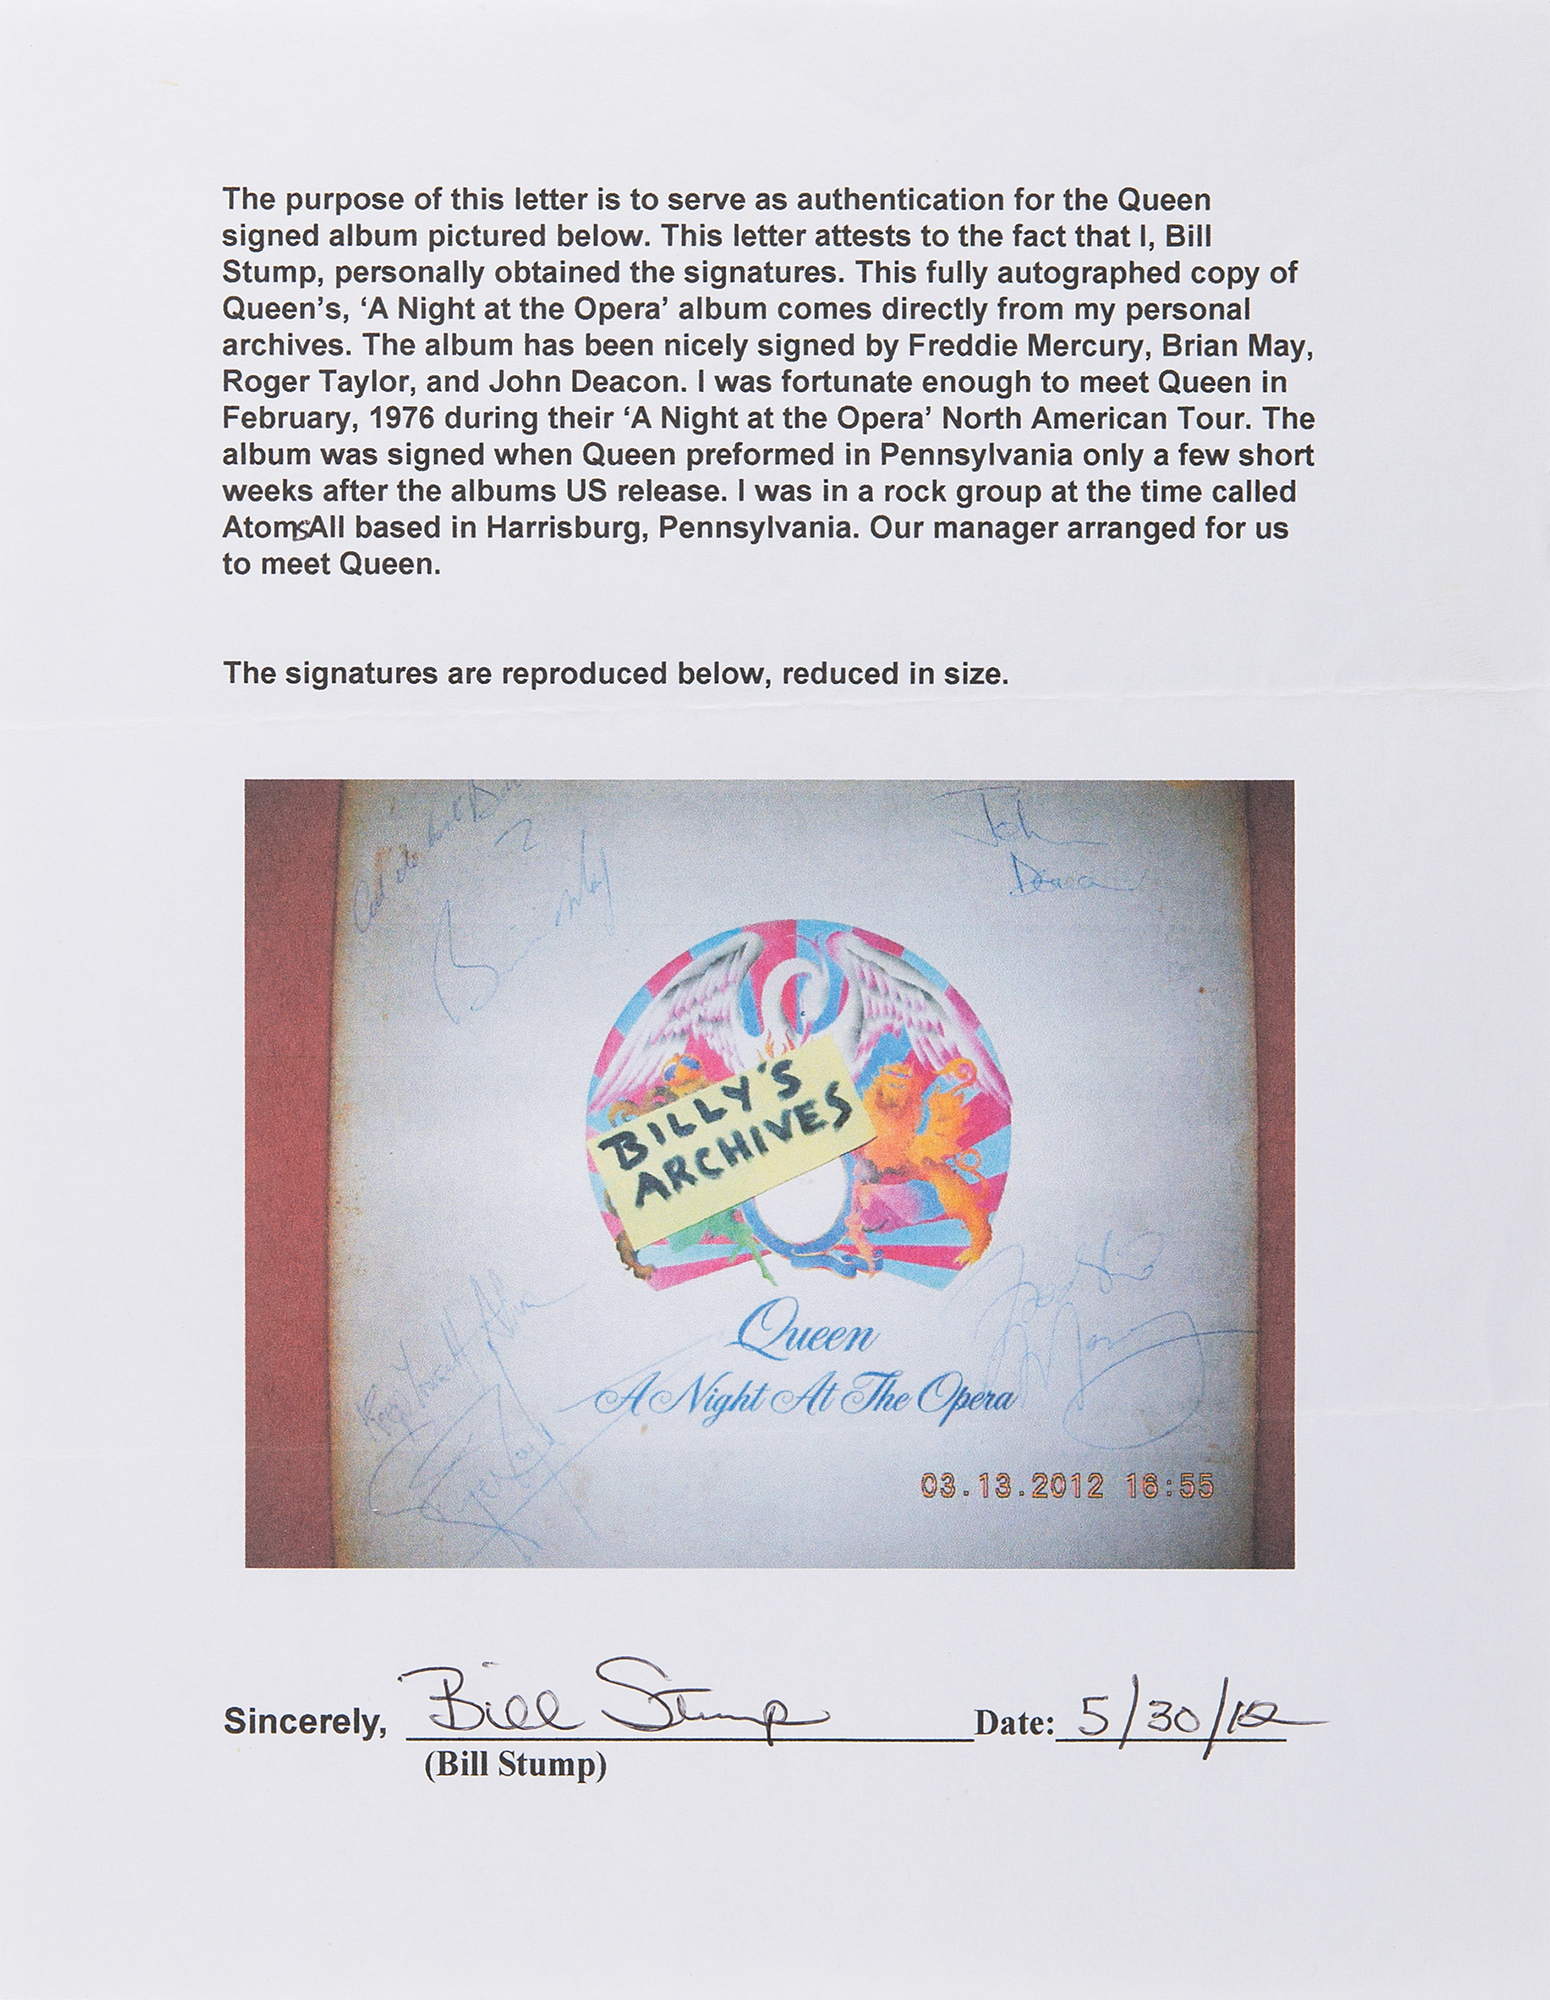 The purpose of this letter is to serve as authentication for the Queen
signed album pictured below. This letter attests to the fact that I, Bill
Stump, personally obtained the signatures. This fully autographed copy of
Queen's, ‘A Night at the Opera’ album comes directly from my personal
archives. The album has been nicely signed by Freddie Mercury, Brian May,
Roger Taylor, and John Deacon. I was fortunate enough to meet Queen in
February, 1976 during their ‘A Night at the Opera’ North American Tour. The
album was signed when Queen preformed in Pennsylvania only a few short
weeks after the albums US release. I was in a rock group at the time called
AtomsAll based in Harrisburg, Pennsylvania. Our manager arranged for us
to meet Queen.
The signatures are reproduced below, reduced in size.
John
Deacon
Brian May
BILLY'S
ARCHIVES
Queen
A Night At The Opera
03.13.2012 16:55
Sincerely, Bill Stump Date: 5/30/12
(Bill Stump)